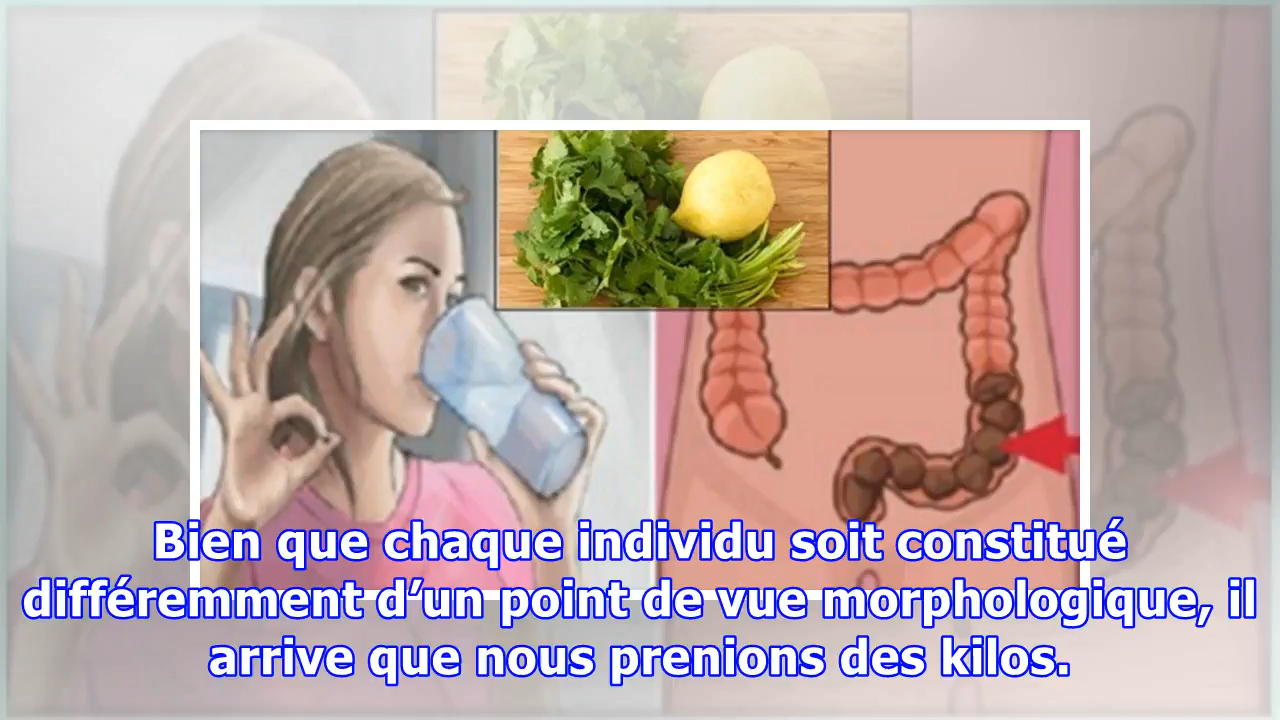 Bien que chaque individu soit constitué
différemment d’un point de vue morphologique, il
arrive que nous prenions des kilos.